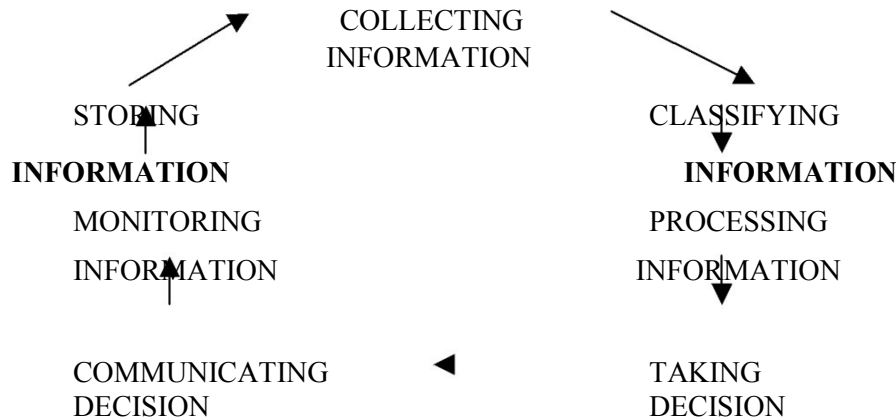 COLLECTING
INFORMATION
STORING CLASSIFYING
INFORMATION INFORMATION
MONITORING PROCESSING
INFORMATION INFORMATION
COMMUNICATING TAKING
DECISION DECISION